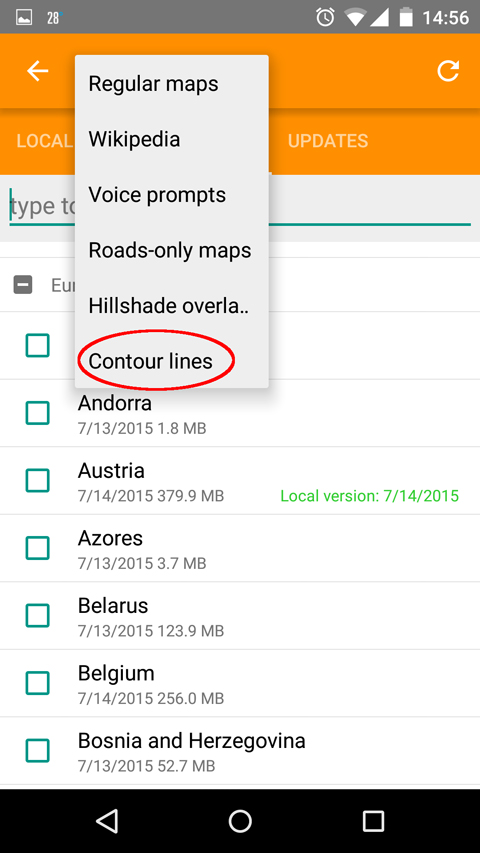 28°
14:56
Regular maps
LOCAL
Wikipedia
UPDATES
Voice prompts
type to
Roads-only maps
Eur
Hillshade overla..
Contour lines
Andorra
7/13/2015 1.8 MB
Austria
7/14/2015 379.9 MB
Local version: 7/14/2015
Azores
7/13/2015 3.7 MB
Belarus
7/13/2015 123.9 MB
Belgium
7/14/2015 256.0 MB
Bosnia and Herzegovina
7/13/2015 52.7 MB